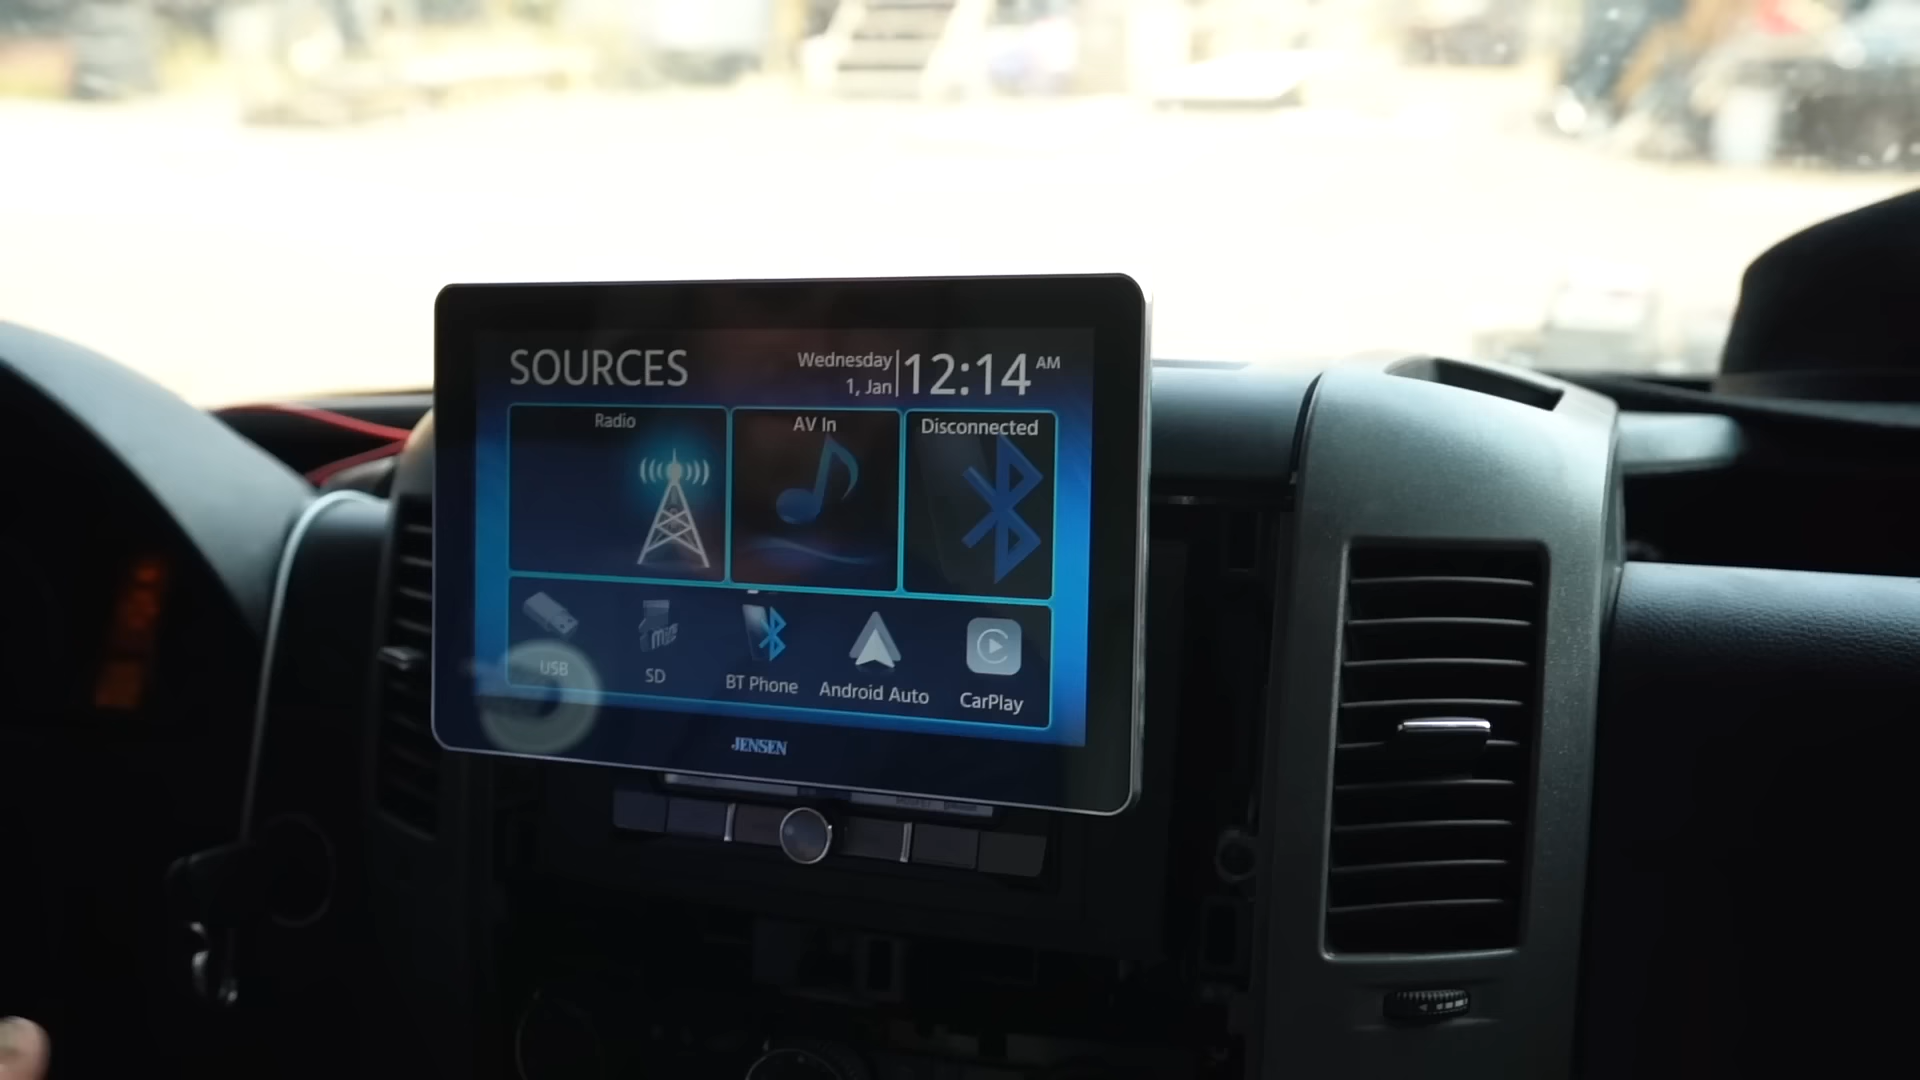 SOURCES
Wednesday
1, Jan
12:14 AM
Radio
AV In
Disconnected
USB
SD
BT Phone
Android Auto
CarPlay
JENSEN